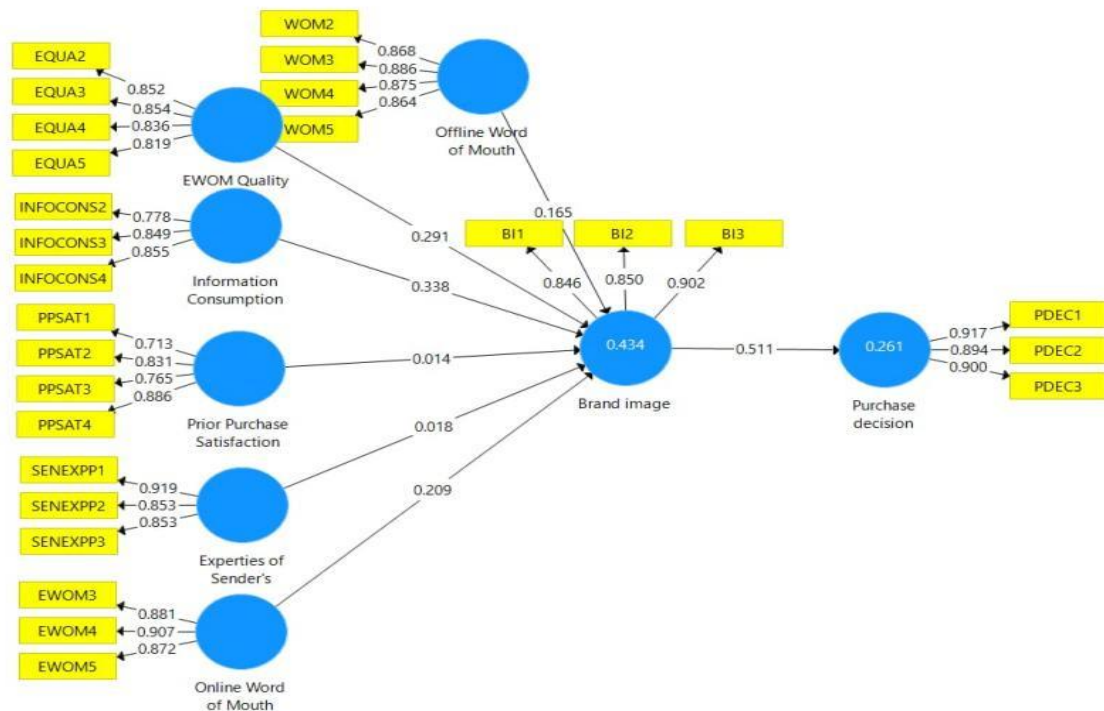 WOM2
0.868
WOM3
0.886
WOM4
0.875
WOM5
0.864
Offline Word
of Mouth
EQUA2
0.852
EQUA3
0.854
EQUA4
0.836
EQUA5
0.819
EWOM Quality
INFOCONS2
0.778
INFOCONS3
0.849
INFOCONS4
0.855
Information
Consumption
PPSAT1
0.713
PPSAT2
0.831
PPSAT3
0.765
PPSAT4
0.886
Prior Purchase
Satisfaction
SENEXPP1
0.919
SENEXPP2
0.853
SENEXPP3
0.853
Experties of
Sender's
EWOM3
0.881
EWOM4
0.907
EWOM5
0.872
Online Word
of Mouth
0.165
0.291
0.338
0.014
0.018
0.209
BI1
BI2
BI3
0.846
0.850
0.902
0.434
Brand image
0.511
0.261
Purchase
decision
PDEC1
0.917
PDEC2
0.894
PDEC3
0.900